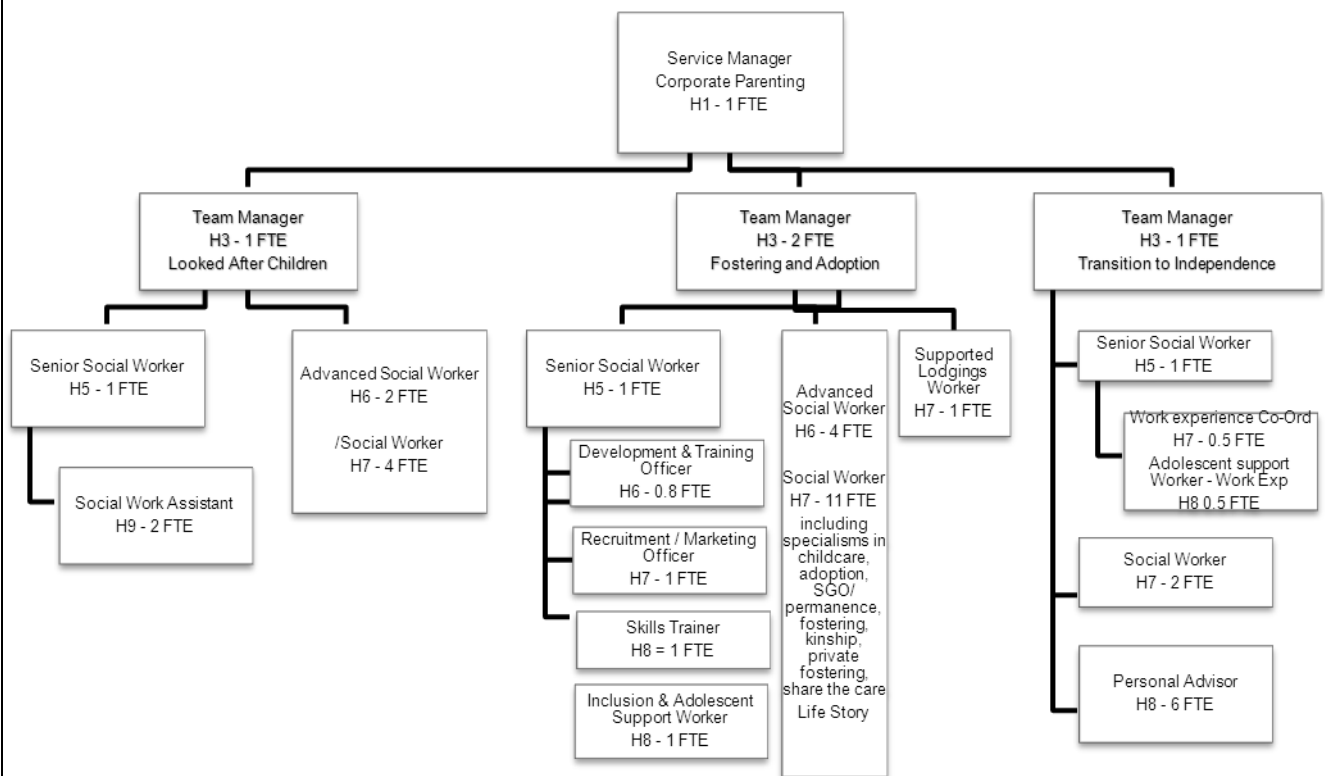 Service Manager
Corporate Parenting
H1 - 1 FTE
Team Manager
H3 - 1 FTE
Looked After Children
Team Manager
H3 - 2 FTE
Fostering and Adoption
Team Manager
H3 - 1 FTE
Transition to Independence
Senior Social Worker
H5 - 1 FTE
Social Work Assistant
H9 - 2 FTE
Advanced Social Worker
H6 - 2 FTE
/Social Worker
H7 - 4 FTE
Senior Social Worker
H5 - 1 FTE
Development & Training
Officer
H6 - 0.8 FTE
Recruitment / Marketing
Officer
H7 - 1 FTE
Skills Trainer
H8 = 1 FTE
Inclusion & Adolescent
Support Worker
H8 - 1 FTE
Advanced
Social Worker
H6 - 4 FTE
Social Worker
H7 - 11 FTE
including
specialisms in
childcare,
adoption,
SGO/
permanence,
fostering,
kinship,
private
fostering,
share the care
Life Story
Supported
Lodgings
Worker
H7 - 1 FTE
Senior Social Worker
H5 - 1 FTE
Work experience Co-Ord
H7 - 0.5 FTE
Adolescent support
Worker - Work Exp
H8 0.5 FTE
Social Worker
H7 - 2 FTE
Personal Advisor
H8 - 6 FTE